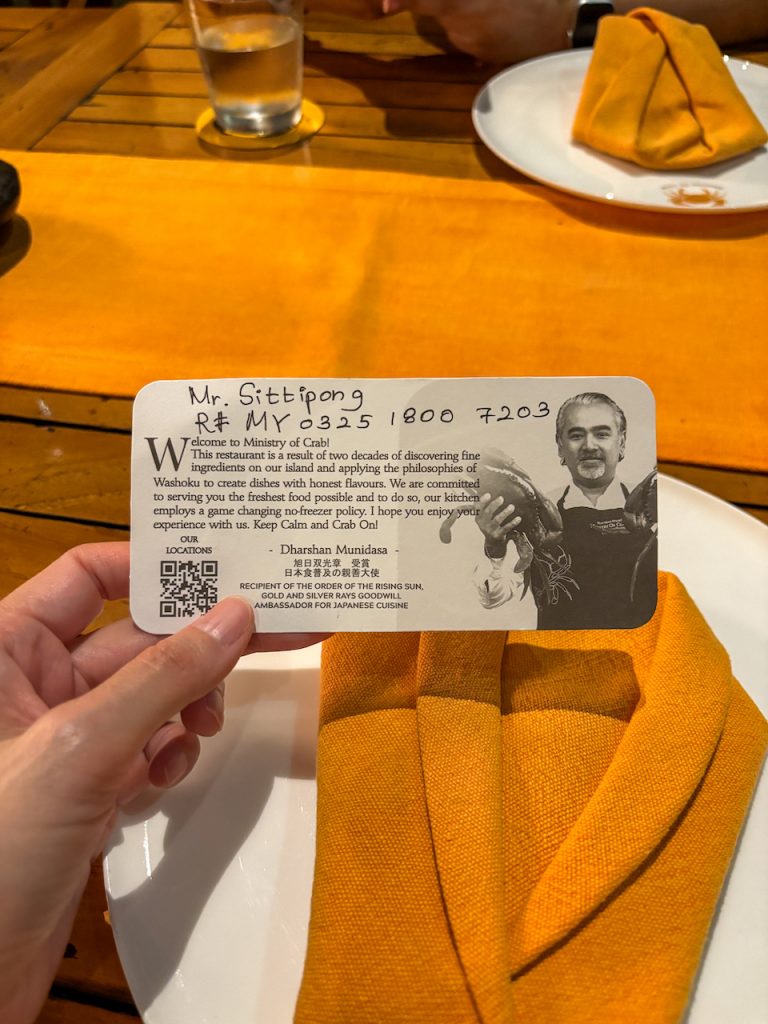 Mr. Sittipong
R# MY 0325 1800 7203
Welcome to Ministry of Crab!
This restaurant is a result of two decades of discovering fine
ingredients on our island and applying the philosophies of
Washoku to create dishes with honest flavours. We are committed
to serving you the freshest food possible and to do so, our kitchen
employs a game changing no-freezer policy. I hope you enjoy your
experience with us. Keep Calm and Crab On!
OUR
LOCATIONS
- Dharshan Munidasa -
旭日双光章 受賞
日本食普及の親善大使
RECIPIENT OF THE ORDER OF THE RISING SUN,
GOLD AND SILVER RAYS GOODWILL
AMBASSADOR FOR JAPANESE CUISINE